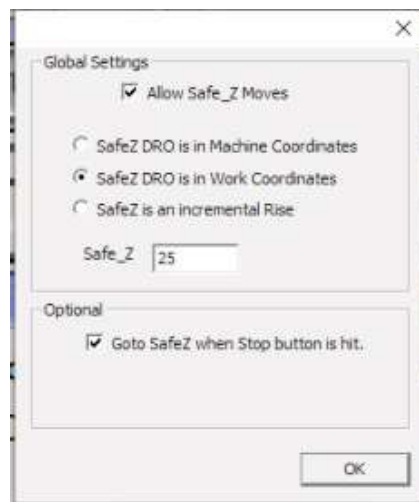 Global Settings
Allow Safe_Z Moves
SafeZ DRO is in Machine Coordinates
SafeZ DRO is in Work Coordinates
SafeZ is an incremental Rise
Safe_Z 25
Optional
Goto SafeZ when Stop button is hit.
OK